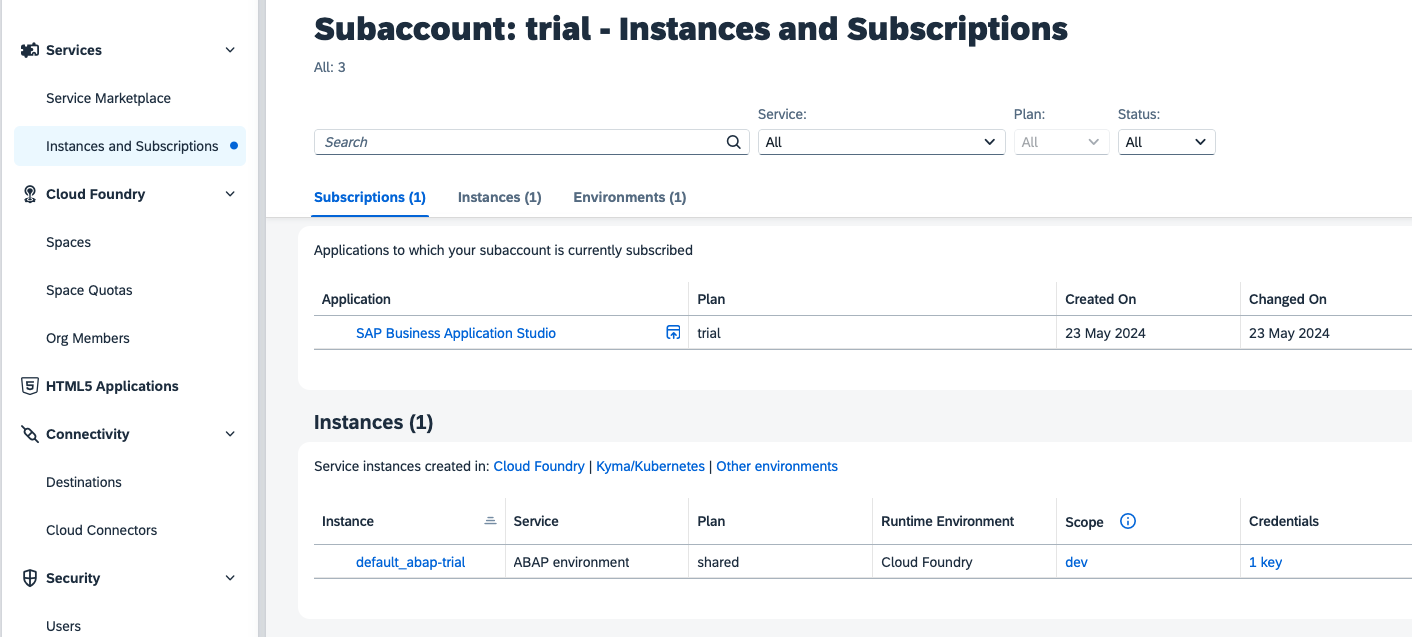 Services
Service Marketplace
Instances and Subscriptions
Cloud Foundry
Spaces
Space Quotas
Org Members
HTML5 Applications
Connectivity
Destinations
Cloud Connectors
Security
Users
Subaccount: trial - Instances and Subscriptions
All: 3
Service: Plan: Status:
Search All All All
Subscriptions (1) Instances (1) Environments (1)
Applications to which your subaccount is currently subscribed
Application Plan Created On Changed On
SAP Business Application Studio trial 23 May 2024 23 May 2024
Instances (1)
Service instances created in: Cloud Foundry | Kyma/Kubernetes | Other environments
Instance Service Plan Runtime Environment Scope Credentials
default_abap-trial ABAP environment shared Cloud Foundry dev 1 key